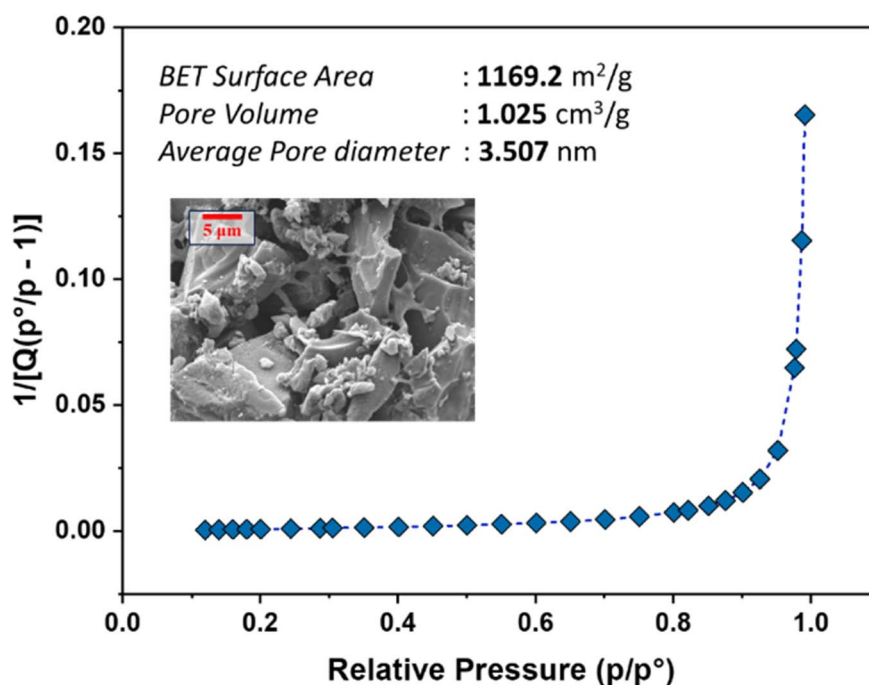 0.20
BET Surface Area : 1169.2 m²/g
Pore Volume : 1.025 cm³/g
Average Pore diameter : 3.507 nm
0.15
5 μm
1/[Q(p°/p - 1)]
0.10
0.05
0.00
0.0 0.2 0.4 0.6 0.8 1.0
Relative Pressure (p/p°)